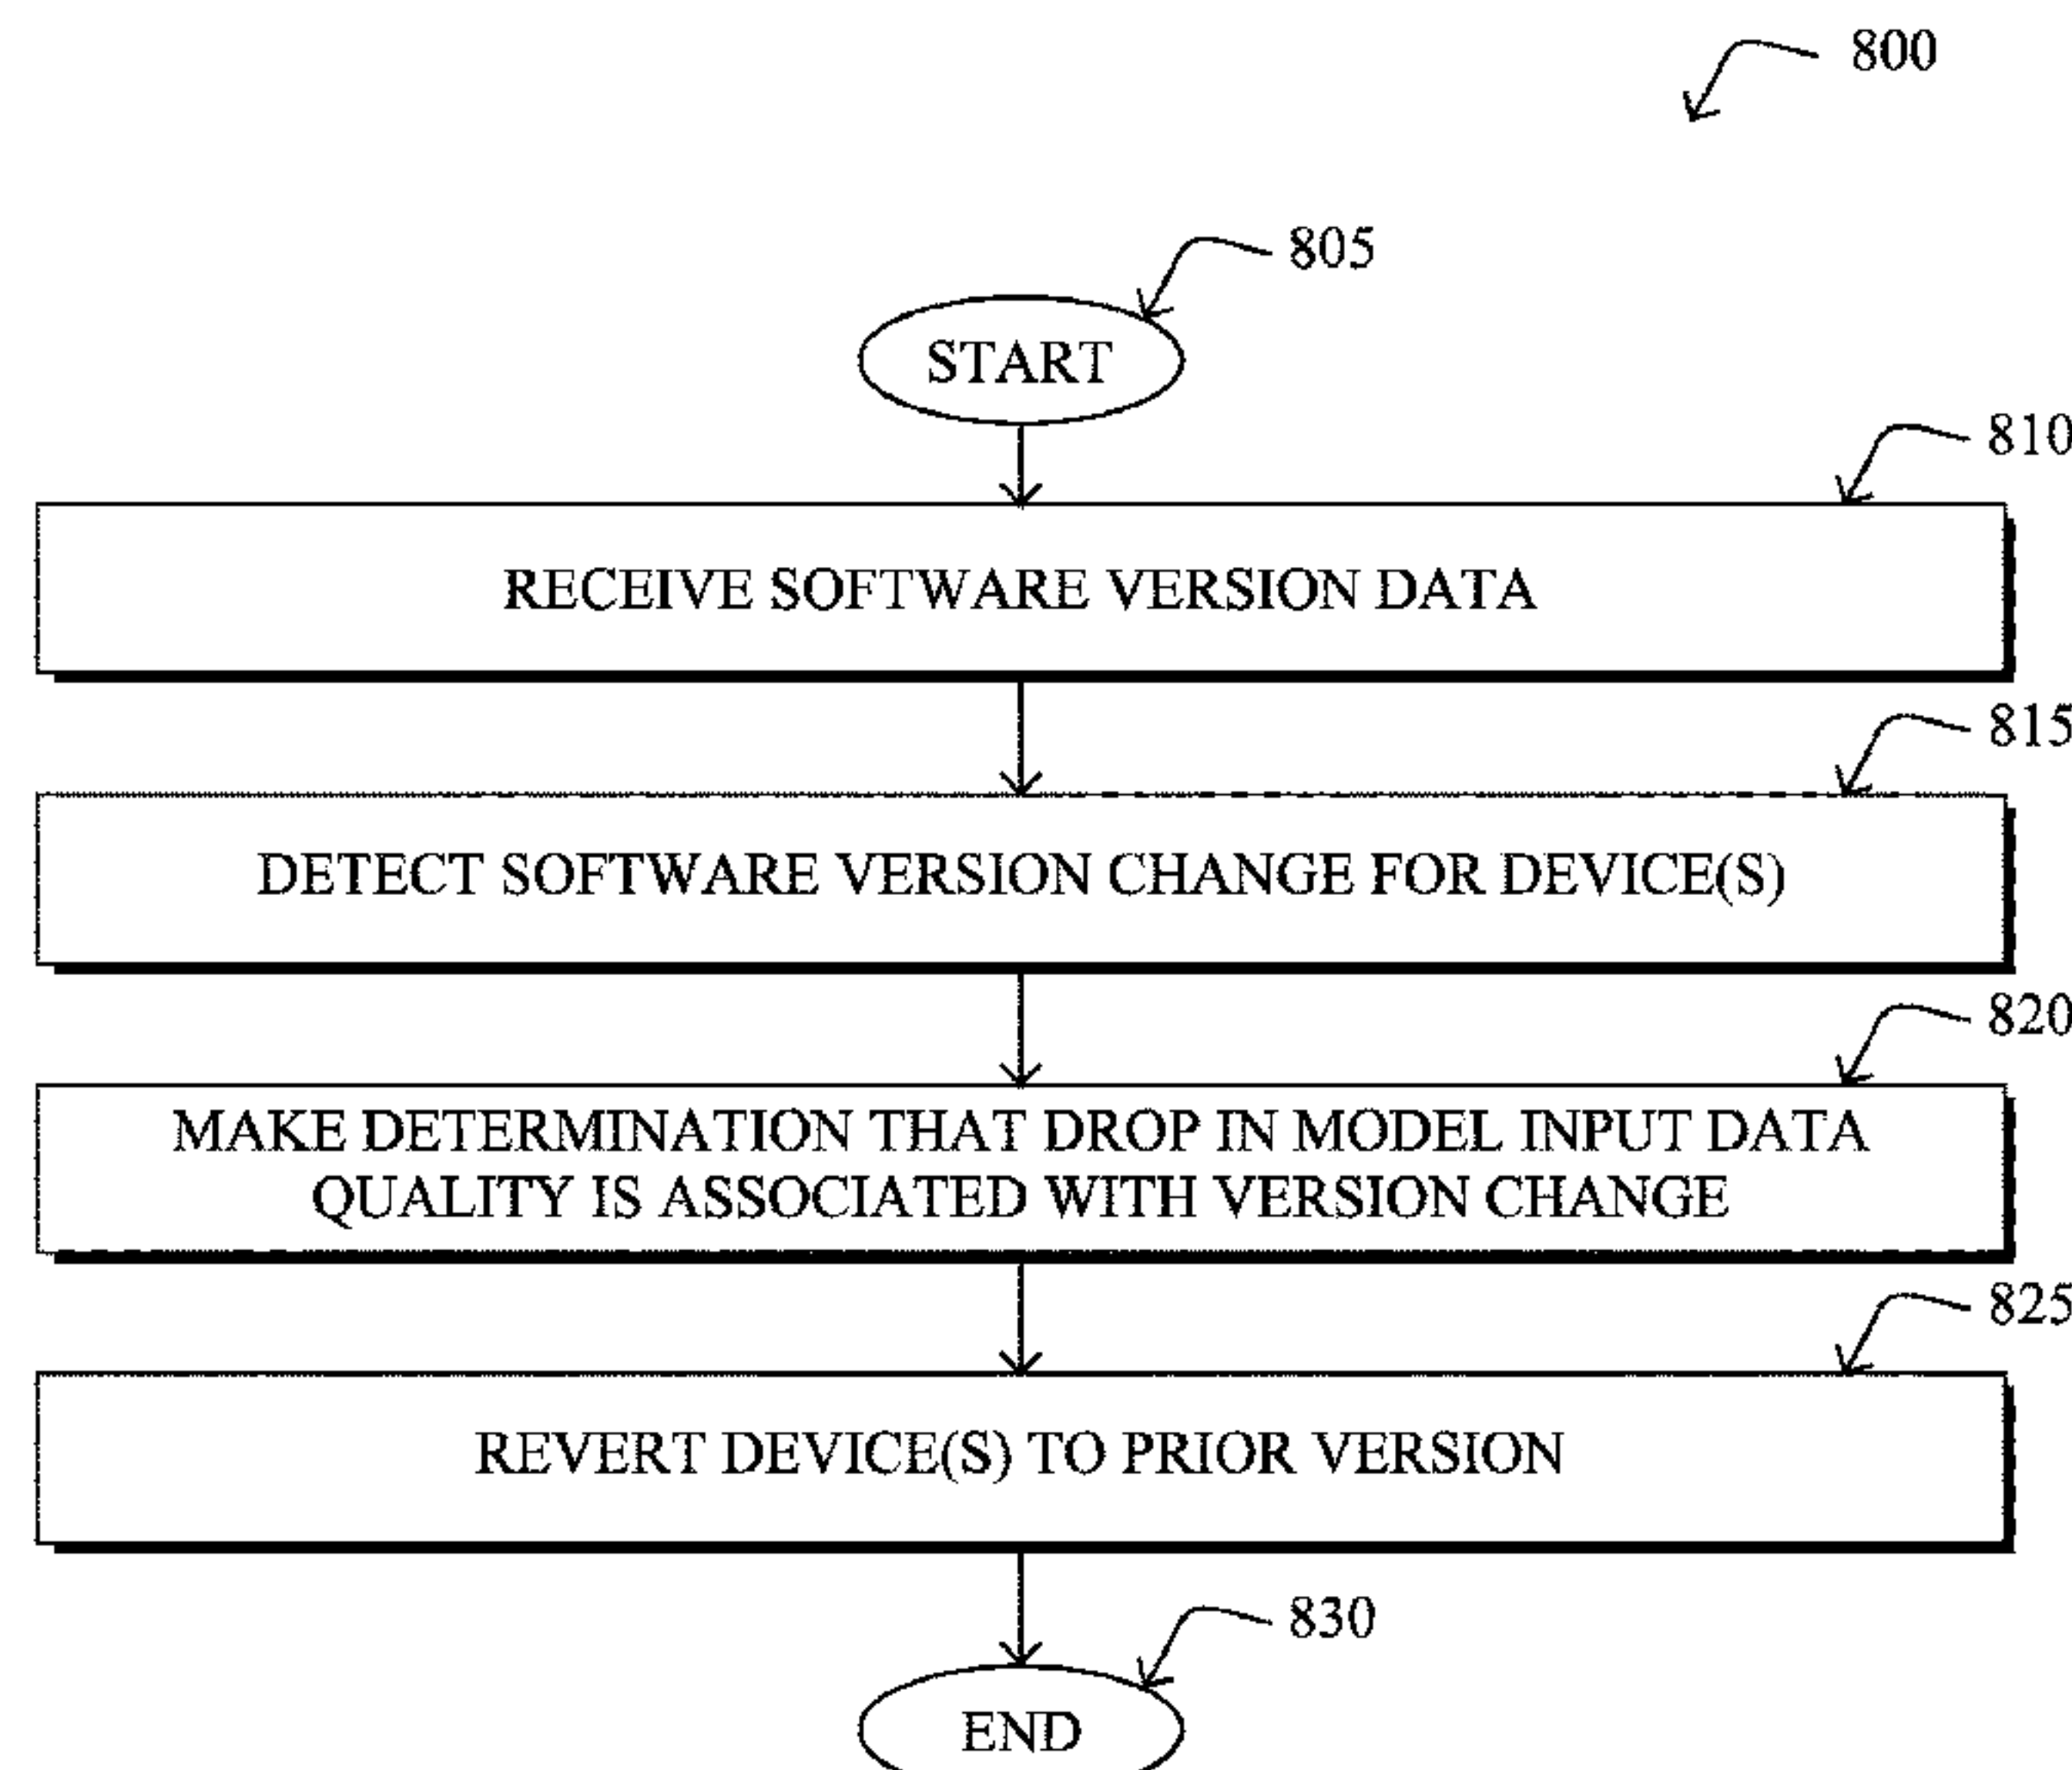 800
805
START
810
RECEIVE SOFTWARE VERSION DATA
815
DETECT SOFTWARE VERSION CHANGE FOR DEVICE(S)
820
MAKE DETERMINATION THAT DROP IN MODEL INPUT DATA
QUALITY IS ASSOCIATED WITH VERSION CHANGE
825
REVERT DEVICE(S) TO PRIOR VERSION
830
END